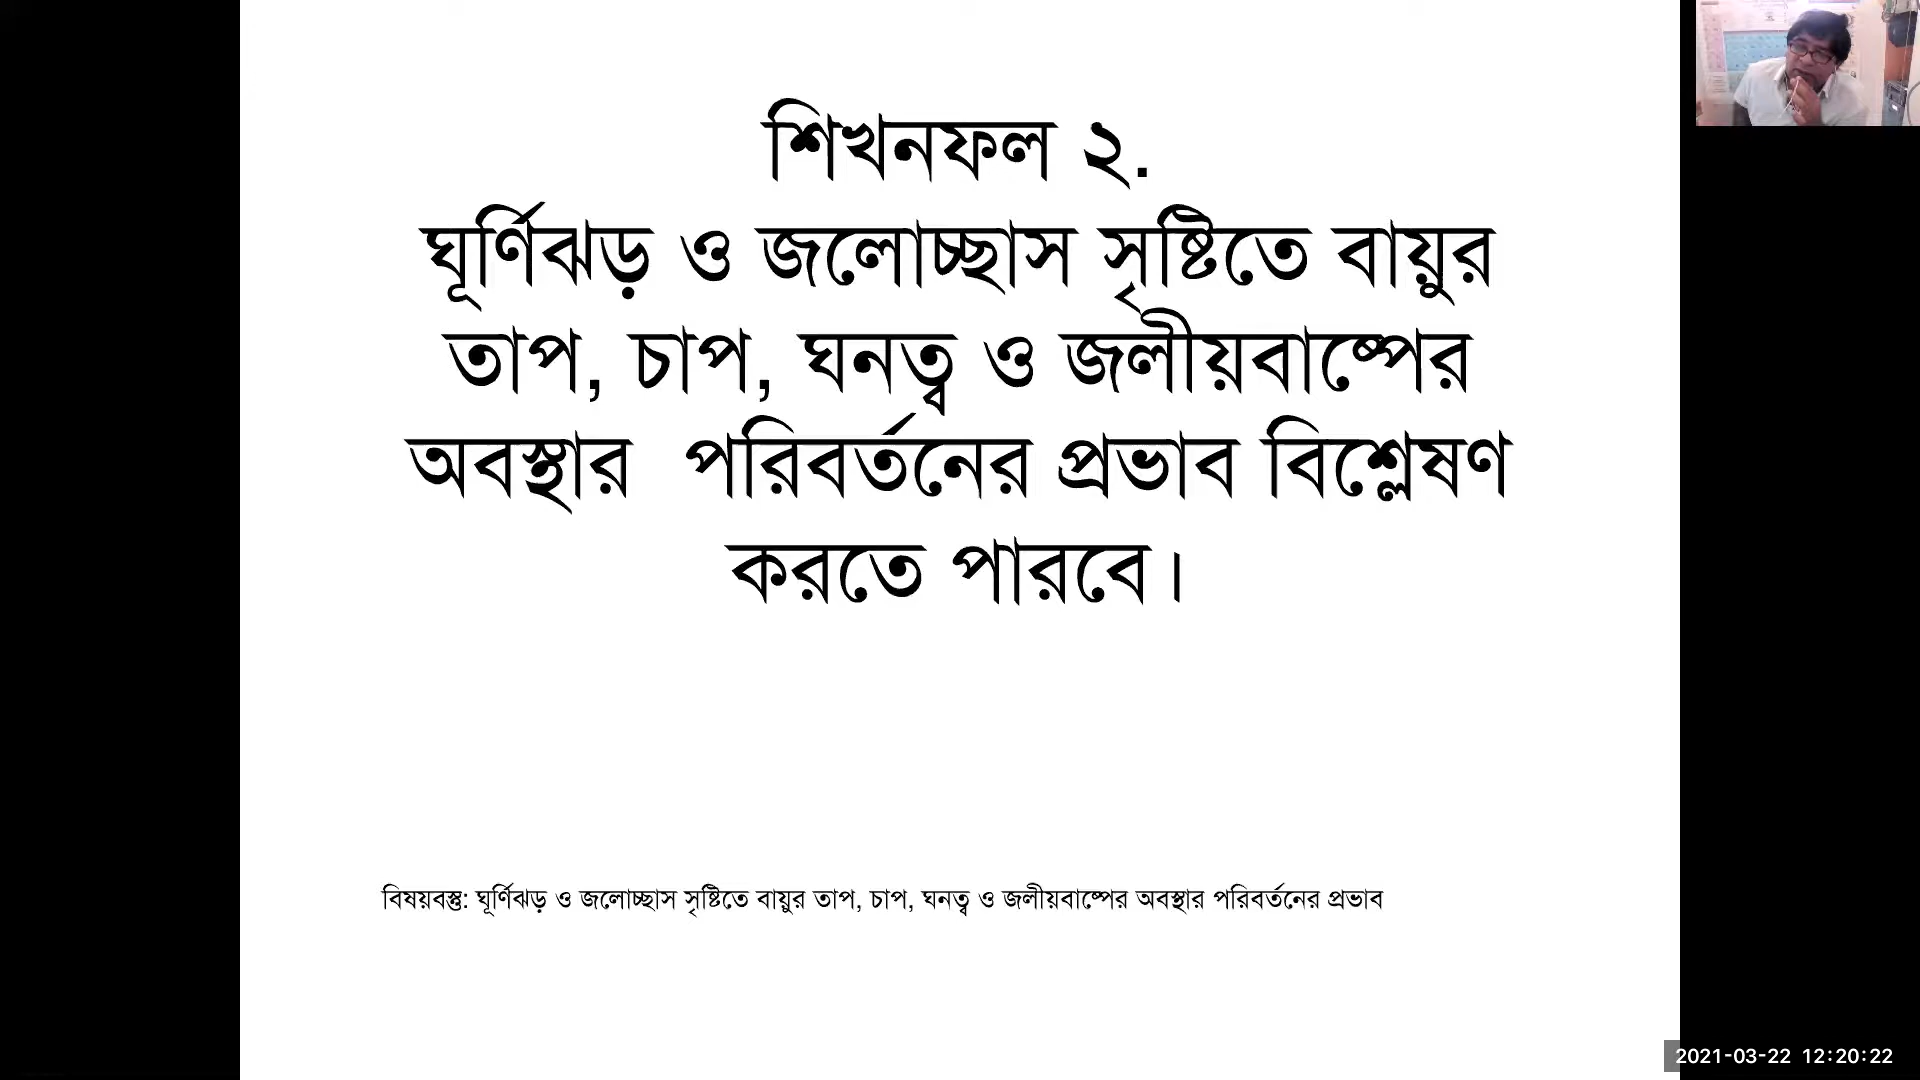 শিখনফল ২.
ঘূর্ণিঝড় ও জলোচ্ছাস সৃষ্টিতে বায়ুর
তাপ, চাপ, ঘনত্ব ও জলীয়বাষ্পের
অবস্থার পরিবর্তনের প্রভাব বিশ্লেষণ
করতে পারবে।
বিষয়বস্তু: ঘূর্ণিঝড় ও জলোচ্ছাস সৃষ্টিতে বায়ুর তাপ, চাপ, ঘনত্ব ও জলীয়বাষ্পের অবস্থার পরিবর্তনের প্রভাব
2021-03-22 12:20:22